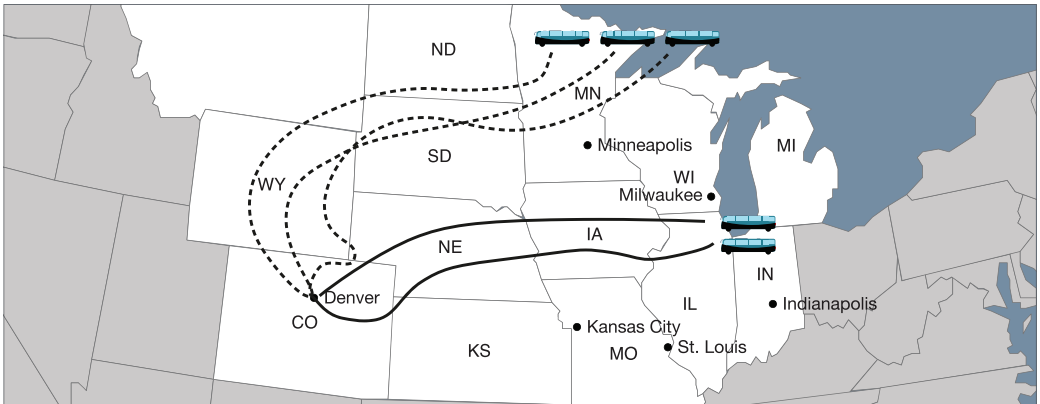 ND
MN
Minneapolis
MI
SD
WI
WY
Milwaukee
IA
NE
IN
Denver
Indianapolis
IL
CO
Kansas City
St. Louis
KS
MO